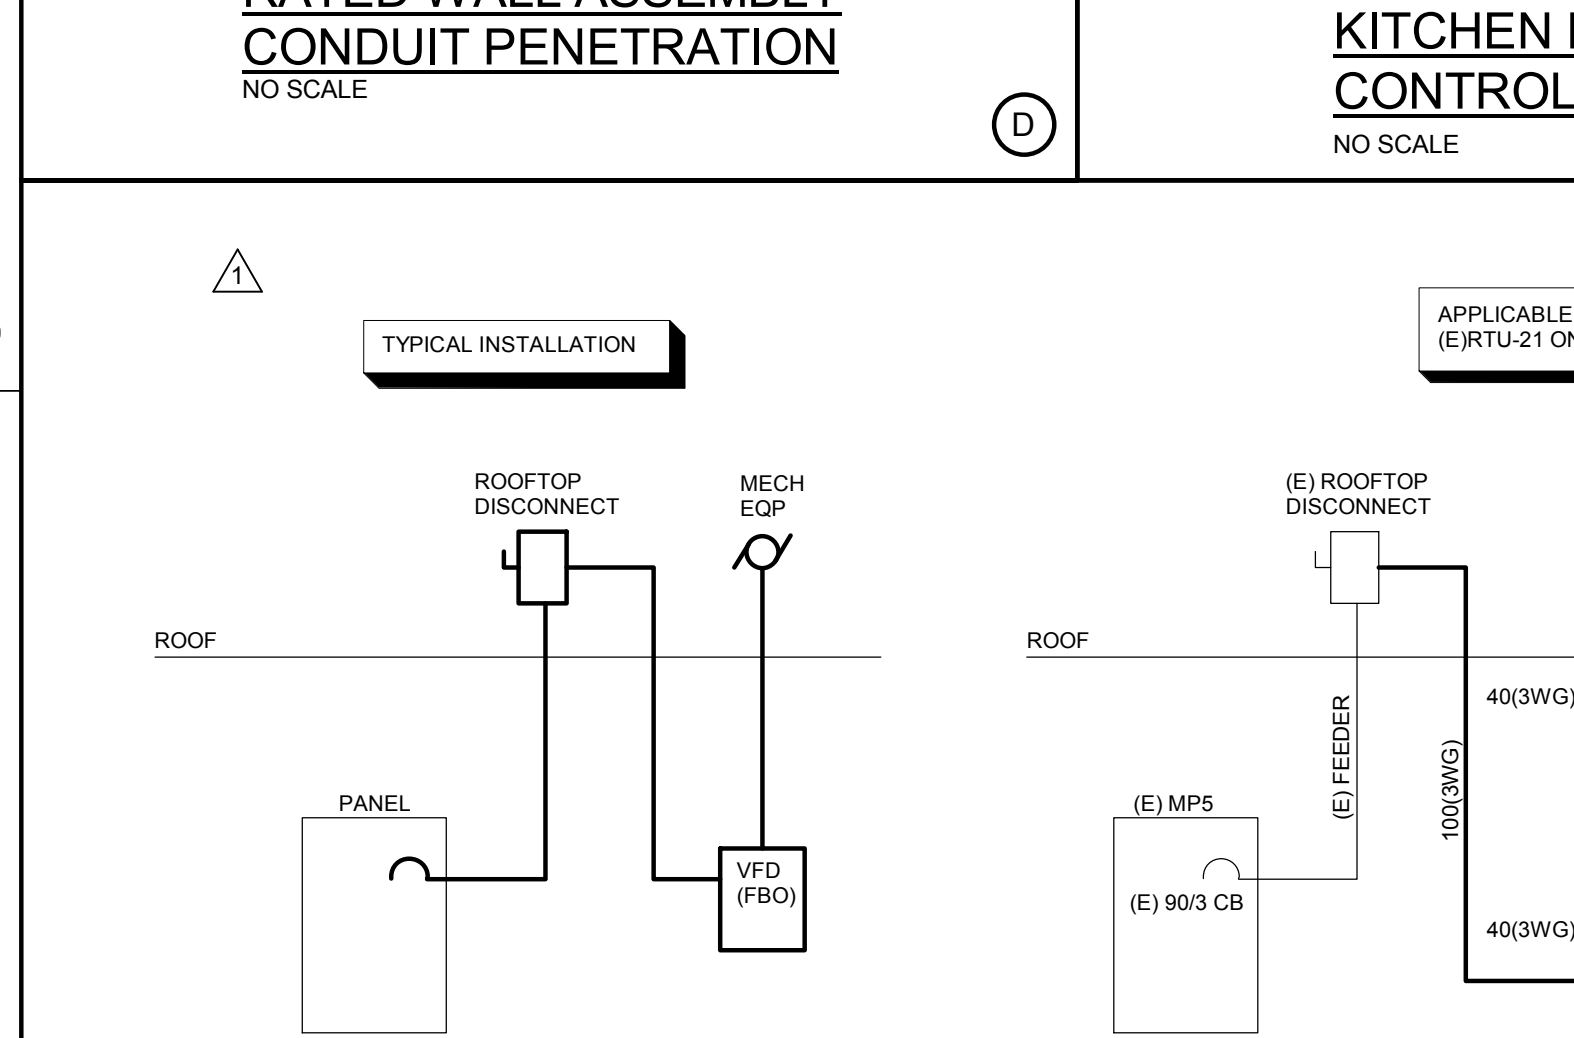 CONDUIT PENETRATION
NO SCALE
D
KITCHEN
CONTROL
NO SCALE
1
TYPICAL INSTALLATION
ROOFTOP
DISCONNECT
MECH
EQP
ROOF
PANEL
VFD
(FBO)
APPLICABLE
(E)RTU-21
(E) ROOFTOP
DISCONNECT
ROOF
(E) FEEDER
100(3WG)
40(3WG)
(E) MP5
(E) 90/3 CB
40(3WG)